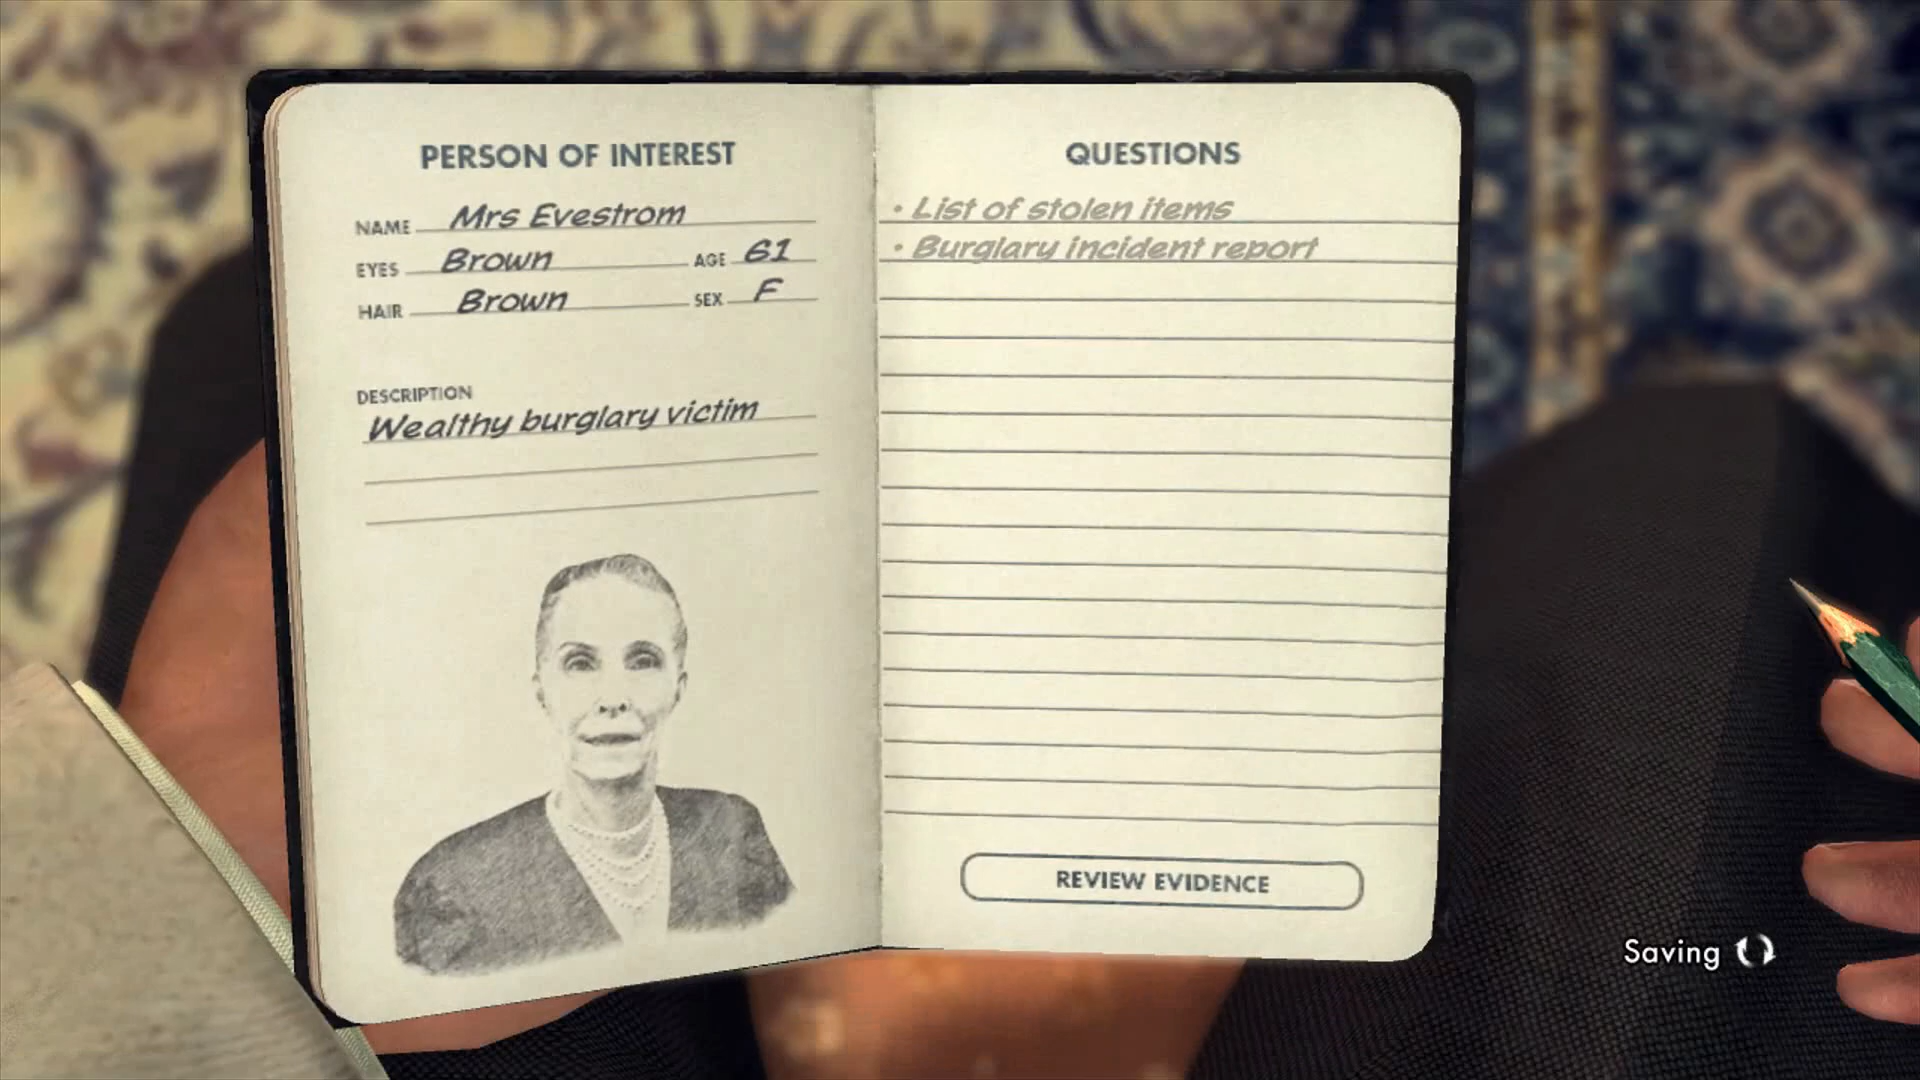 PERSON OF INTEREST
NAME Mrs Evestrom
EYES Brown AGE 61
HAIR Brown SEX F
DESCRIPTION
Wealthy burglary victim
QUESTIONS
• List of stolen items
• Burglary incident report
REVIEW EVIDENCE
Saving